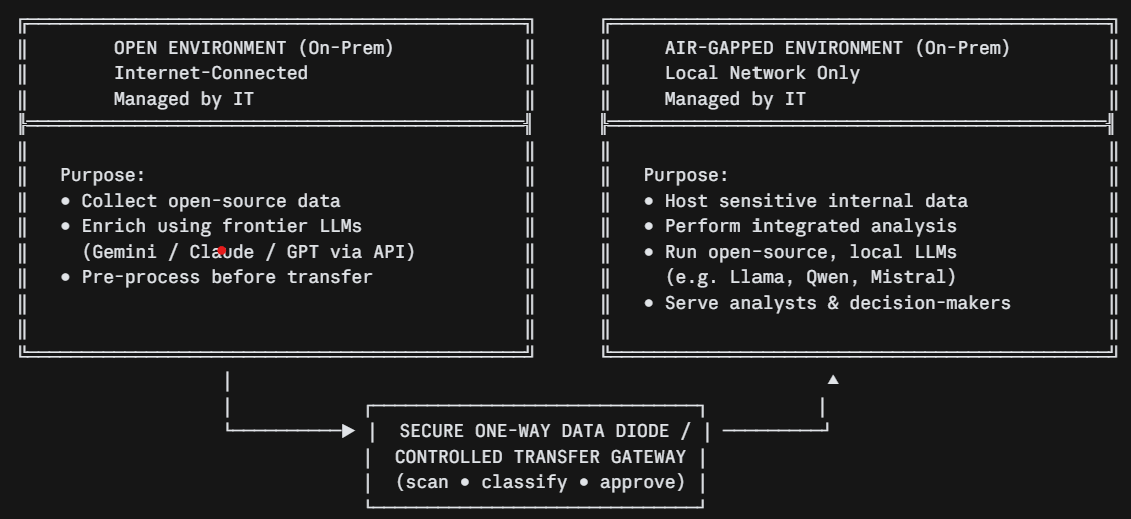 OPEN ENVIRONMENT (On-Prem)
Internet-Connected
Managed by IT
Purpose:
• Collect open-source data
• Enrich using frontier LLMs
(Gemini / Claude / GPT via API)
• Pre-process before transfer
AIR-GAPPED ENVIRONMENT (On-Prem)
Local Network Only
Managed by IT
Purpose:
• Host sensitive internal data
• Perform integrated analysis
• Run open-source, local LLMs
(e.g. Llama, Qwen, Mistral)
• Serve analysts & decision-makers
SECURE ONE-WAY DATA DIODE /
CONTROLLED TRANSFER GATEWAY
(scan • classify • approve)